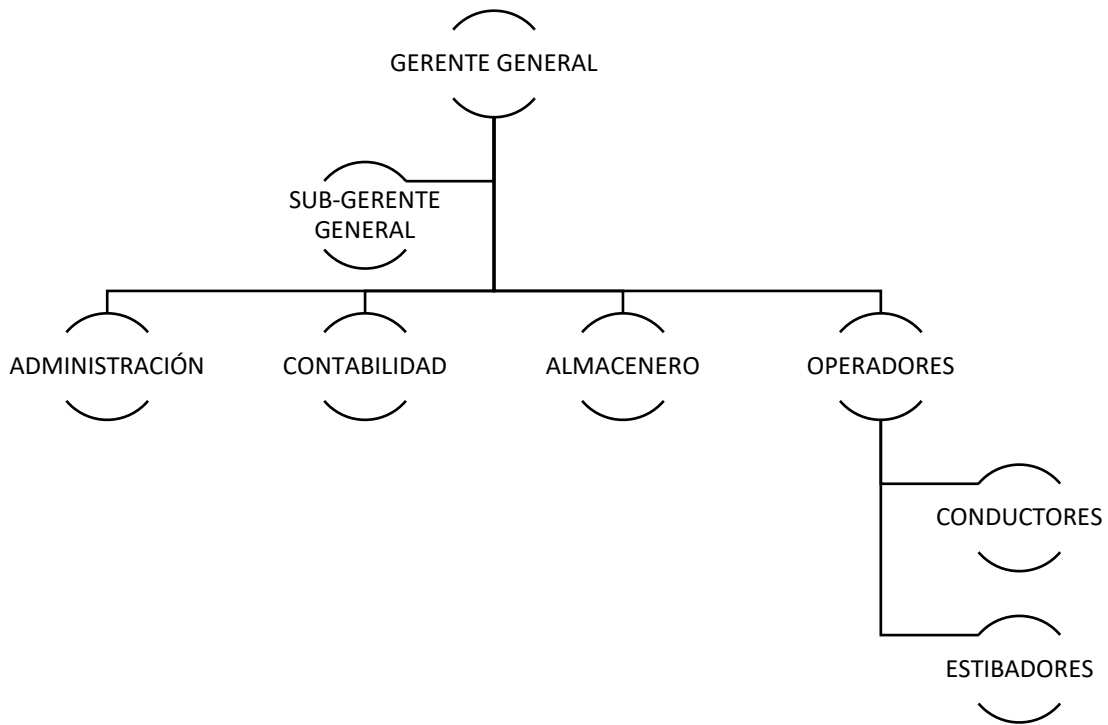 GERENTE GENERAL
SUB-GERENTE
GENERAL
ADMINISTRACIÓN
CONTABILIDAD
ALMACENERO
OPERADORES
CONDUCTORES
ESTIBADORES